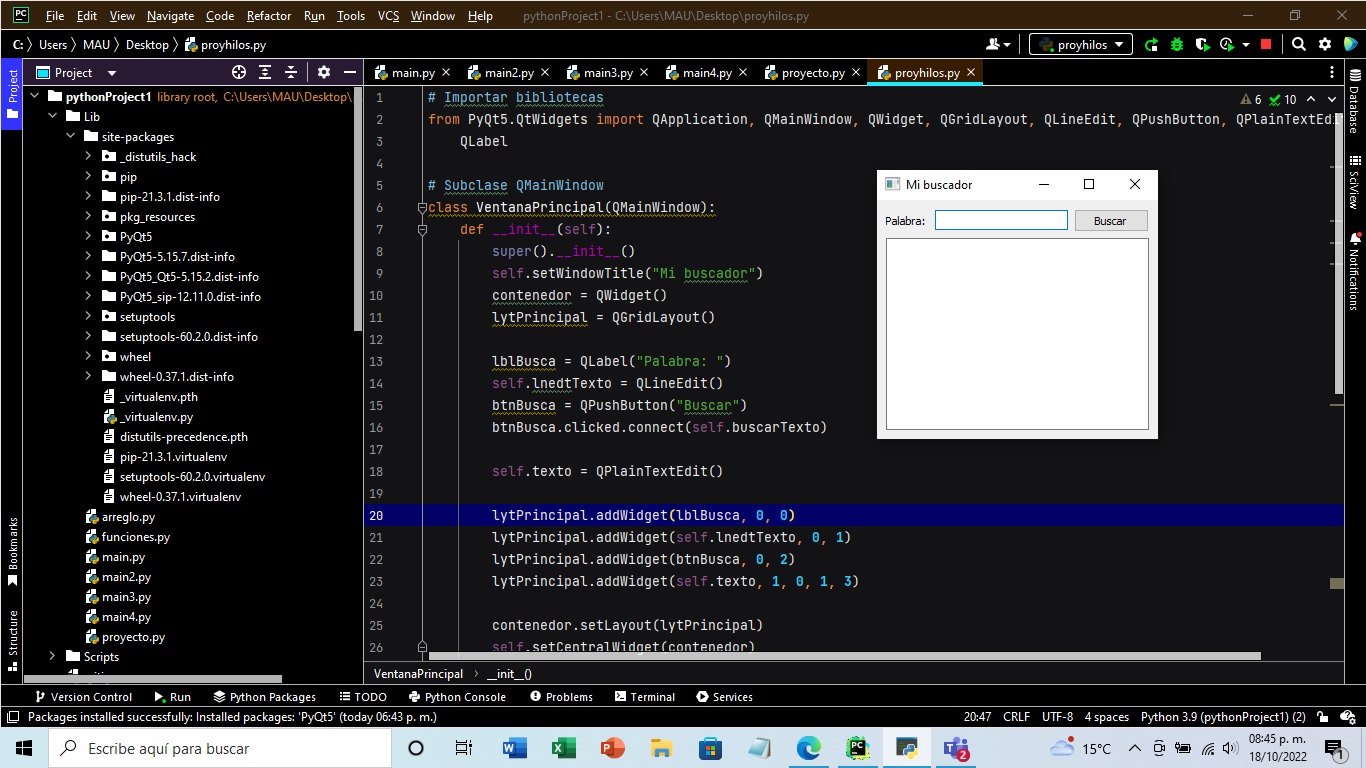 PC File Edit View Navigate Code Refactor Run Tools VCS Window Help pythonProject1 - C:\Users\MAU\Desktop\proyhilos.py
C: Users MAU Desktop proyhilos.py proyhilos
Project
Project
pythonProject1 library root, C:\Users\MAU\Desktop\
Lib
site-packages
_distutils_hack
pip
pip-21.3.1.dist-info
pkg_resources
PyQt5
PyQt5-5.15.7.dist-info
PyQt5_Qt5-5.15.2.dist-info
PyQt5_sip-12.11.0.dist-info
setuptools
setuptools-60.2.0.dist-info
wheel
wheel-0.37.1.dist-info
_virtualenv.pth
_virtualenv.py
distutils-precedence.pth
pip-21.3.1.virtualenv
setuptools-60.2.0.virtualenv
wheel-0.37.1.virtualenv
arreglo.py
funciones.py
main.py
main2.py
main3.py
main4.py
proyecto.py
Scripts
Bookmarks
Structure
main.py main2.py main3.py main4.py proyecto.py proyhilos.py
6 10
1 # Importar bibliotecas
2 from PyQt5.QtWidgets import QApplication, QMainWindow, QWidget, QGridLayout, QLineEdit, QPushButton, QPlainTextEdi
3 QLabel
4
5 # Subclase QMainWindow
6 class VentanaPrincipal(QMainWindow):
7 def __init__(self):
8 super().__init__()
9 self.setWindowTitle("Mi buscador")
10 contenedor = QWidget()
11 lytPrincipal = QGridLayout()
12
13 lblBusca = QLabel("Palabra: ")
14 self.lnedtTexto = QLineEdit()
15 btnBusca = QPushButton("Buscar")
16 btnBusca.clicked.connect(self.buscarTexto)
17
18 self.texto = QPlainTextEdit()
19
20 lytPrincipal.addWidget(lblBusca, 0, 0)
21 lytPrincipal.addWidget(self.lnedtTexto, 0, 1)
22 lytPrincipal.addWidget(btnBusca, 0, 2)
23 lytPrincipal.addWidget(self.texto, 1, 0, 1, 3)
24
25 contenedor.setLayout(lytPrincipal)
26 self.setCentralWidget(contenedor)
VentanaPrincipal __init__()
Mi buscador
Palabra: Buscar
Database
SciView
Notifications
Version Control Run Python Packages TODO Python Console Problems Terminal Services
Packages installed successfully: Installed packages: 'PyQt5' (today 06:43 p. m.) 20:47 CRLF UTF-8 4 spaces Python 3.9 (pythonProject1) (2)
Escribe aquí para buscar 2 15°C 08:45 p. m.
18/10/2022 1